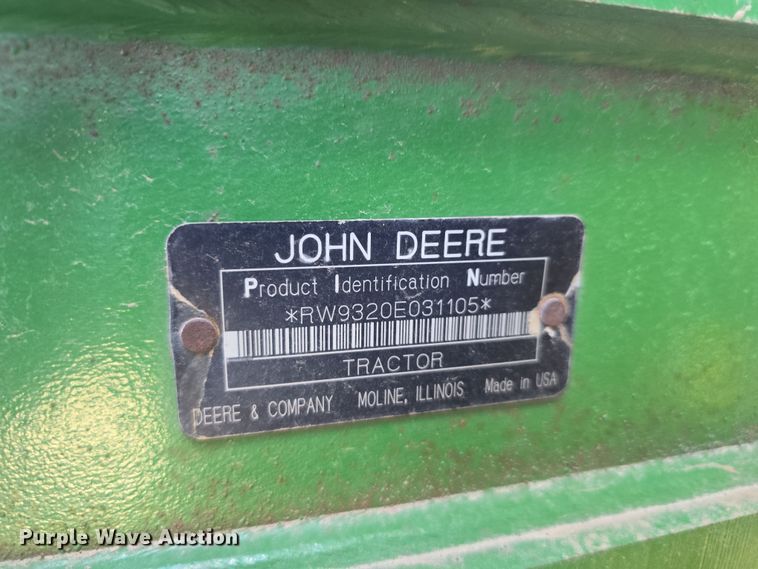 JOHN DEERE
Product Identification Number
*RW9320E031105*
TRACTOR
DEERE & COMPANY MOLINE, ILLINOIS Made in USA
Purple Wave Auction